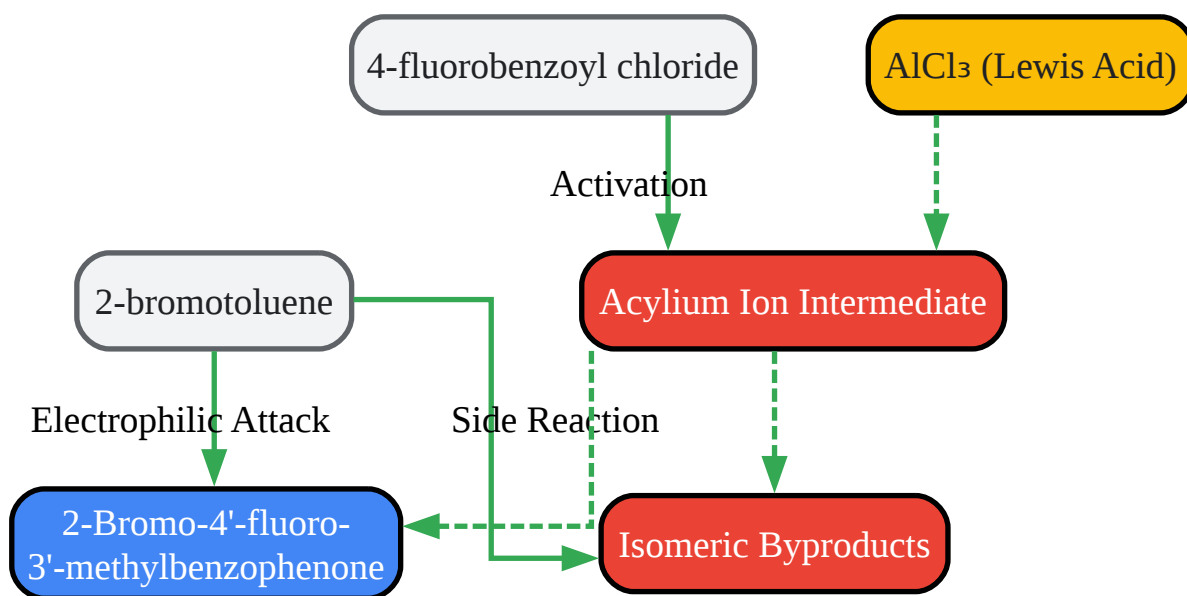 4-fluorobenzoyl chloride
AlCl₃ (Lewis Acid)
Activation
2-bromotoluene
Acylium Ion Intermediate
Electrophilic Attack
Side Reaction
2-Bromo-4'-fluoro-
3'-methylbenzophenone
Isomeric Byproducts